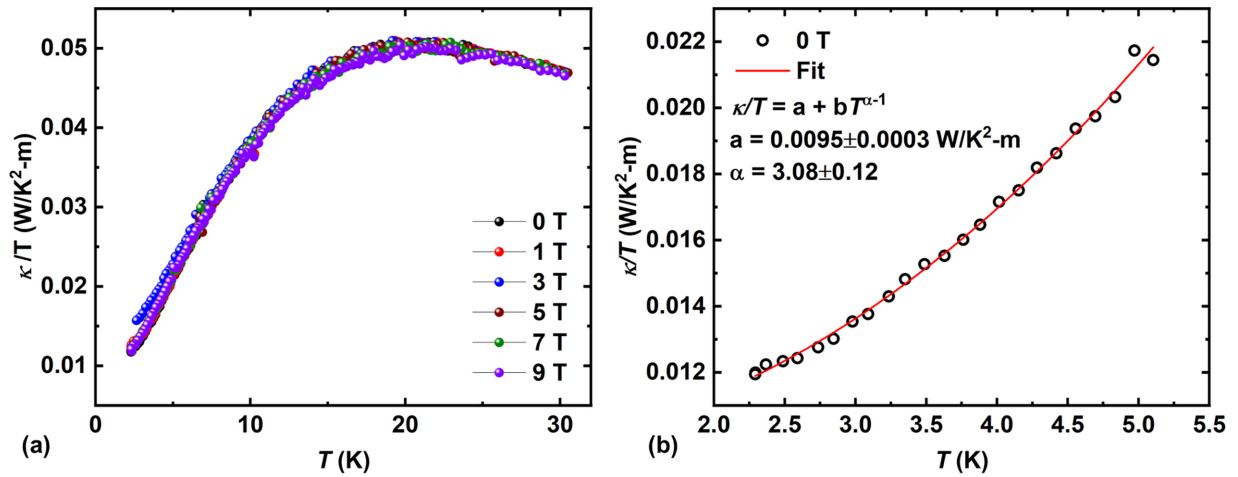 0.05
0.04
0.03
0.02
0.01
κ/T (W/K²-m)
0 T
1 T
3 T
5 T
7 T
9 T
0 10 20 30
T (K)
(a)
0.022
0.020
0.018
0.016
0.014
0.012
κ/T (W/K²-m)
0 T
Fit
κ/T = a + bT^α-1
a = 0.0095±0.0003 W/K²-m
α = 3.08±0.12
2.0 2.5 3.0 3.5 4.0 4.5 5.0 5.5
T (K)
(b)